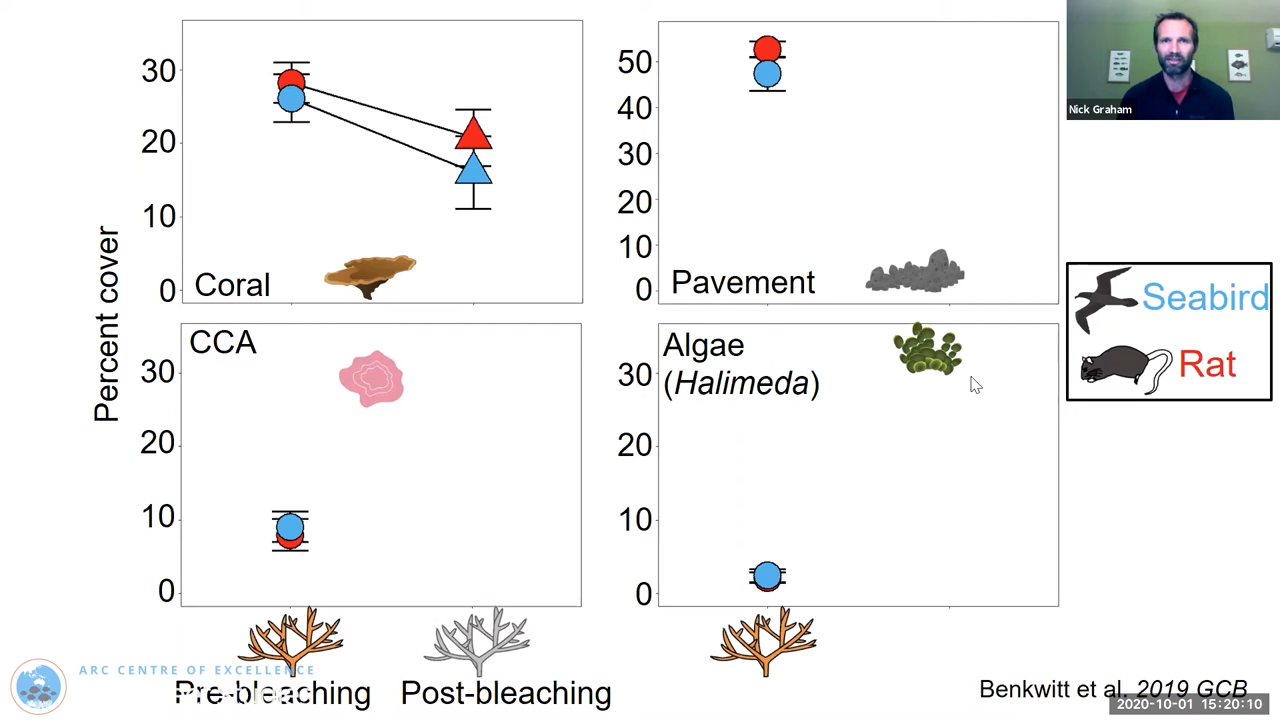 Percent cover
30
20
10
0
Coral
50
40
30
20
10
0
Pavement
Nick Graham
Seabird
Rat
CCA
30
20
10
0
Algae
(Halimeda)
30
20
10
0
Pre-bleaching
Post-bleaching
ARC CENTRE OF EXCELLENCE
Benkwitt et al. 2019 GCB
2020-10-01 15:20:10